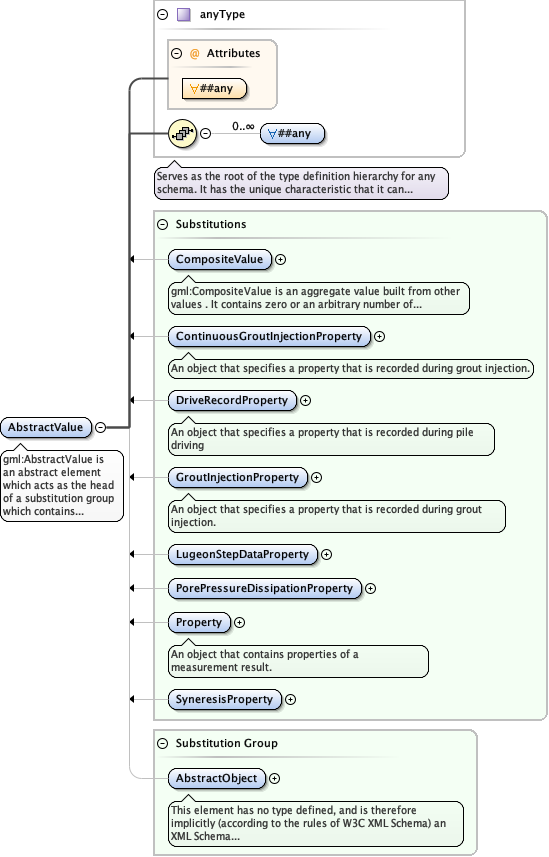 anyType
@ Attributes
∀##any
0..∞
∀##any
Serves as the root of the type definition hierarchy for any
schema. It has the unique characteristic that it can...
Substitutions
CompositeValue
gml:CompositeValue is an aggregate value built from other
values . It contains zero or an arbitrary number of...
ContinuousGroutInjectionProperty
An object that specifies a property that is recorded during grout injection.
DriveRecordProperty
An object that specifies a property that is recorded during pile
driving
AbstractValue
gml:AbstractValue is
an abstract element
which acts as the head
of a substitution group
which contains...
GroutInjectionProperty
An object that specifies a property that is recorded during grout
injection.
LugeonStepDataProperty
PorePressureDissipationProperty
Property
An object that contains properties of a
measurement result.
SyneresisProperty
Substitution Group
AbstractObject
This element has no type defined, and is therefore
implicitly (according to the rules of W3C XML Schema) an
XML Schema...